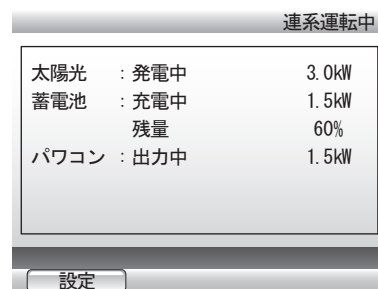 連系運転中
太陽光 : 発電中 3.0kW
蓄電池 : 充電中 1.5kW
残量 60%
パワコン : 出力中 1.5kW
設定